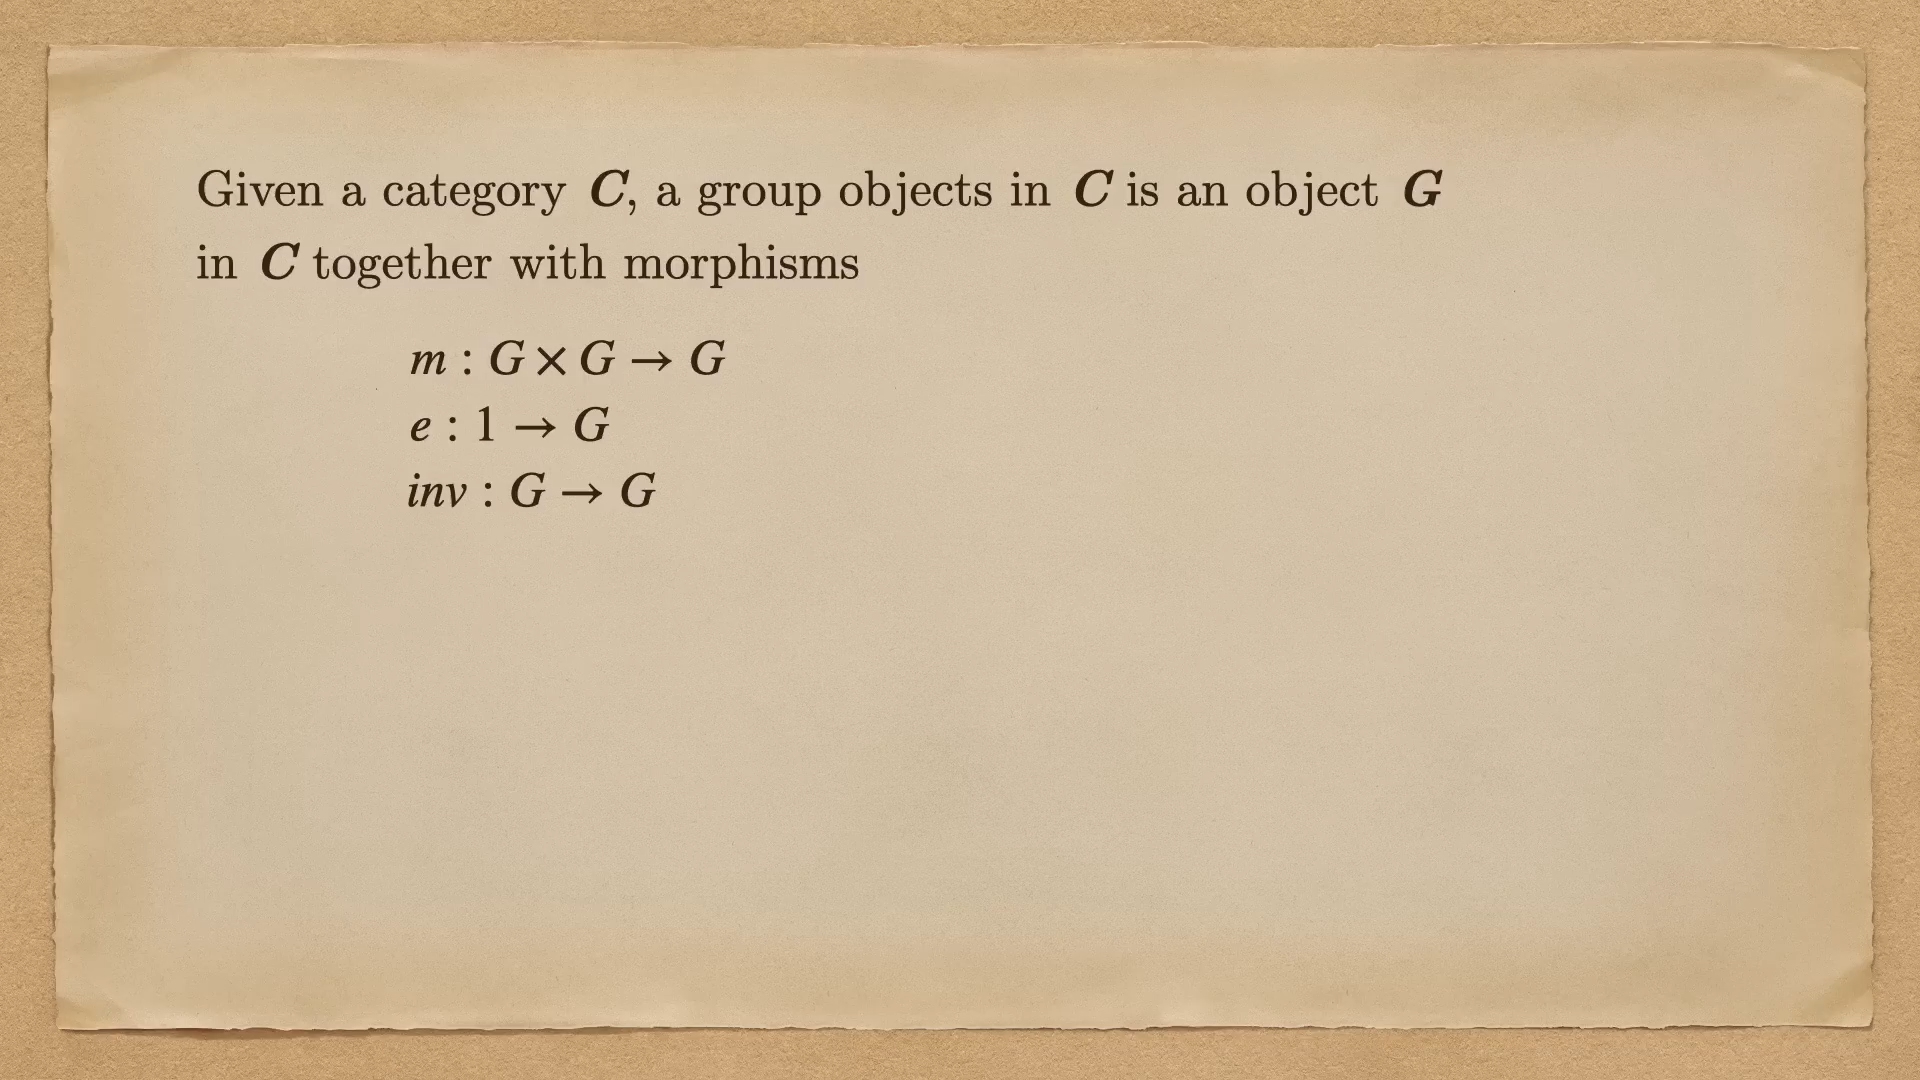 Given a category C, a group objects in C is an object G
in C together with morphisms
m : G × G → G
e : 1 → G
inv : G → G